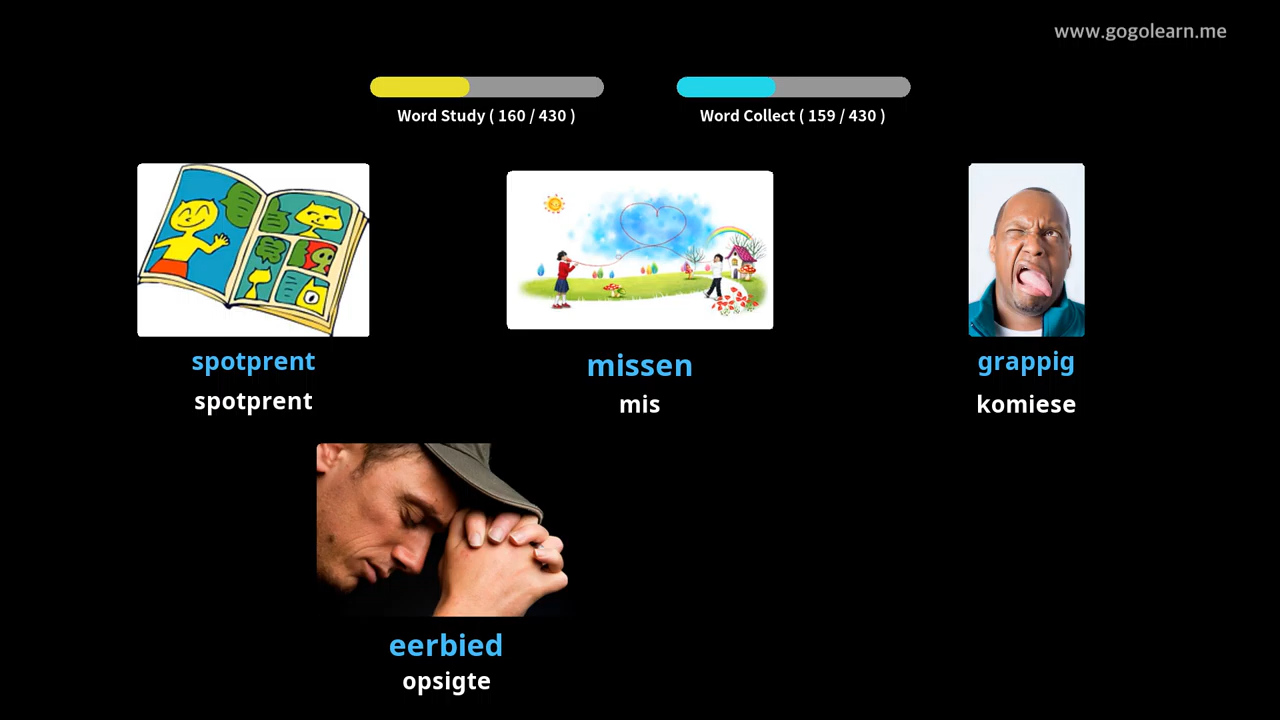 www.gogolearn.me
Word Study ( 160 / 430 )
Word Collect ( 159 / 430 )
spotprent
spotprent
missen
mis
grappig
komiese
eerbied
opsigte